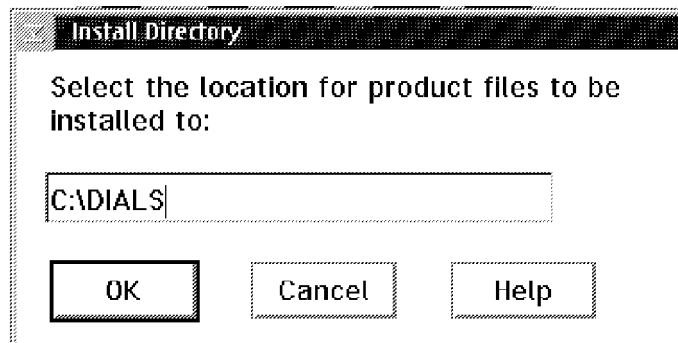 Install Directory
Select the location for product files to be
installed to:
C:\DIALS
OK Cancel Help